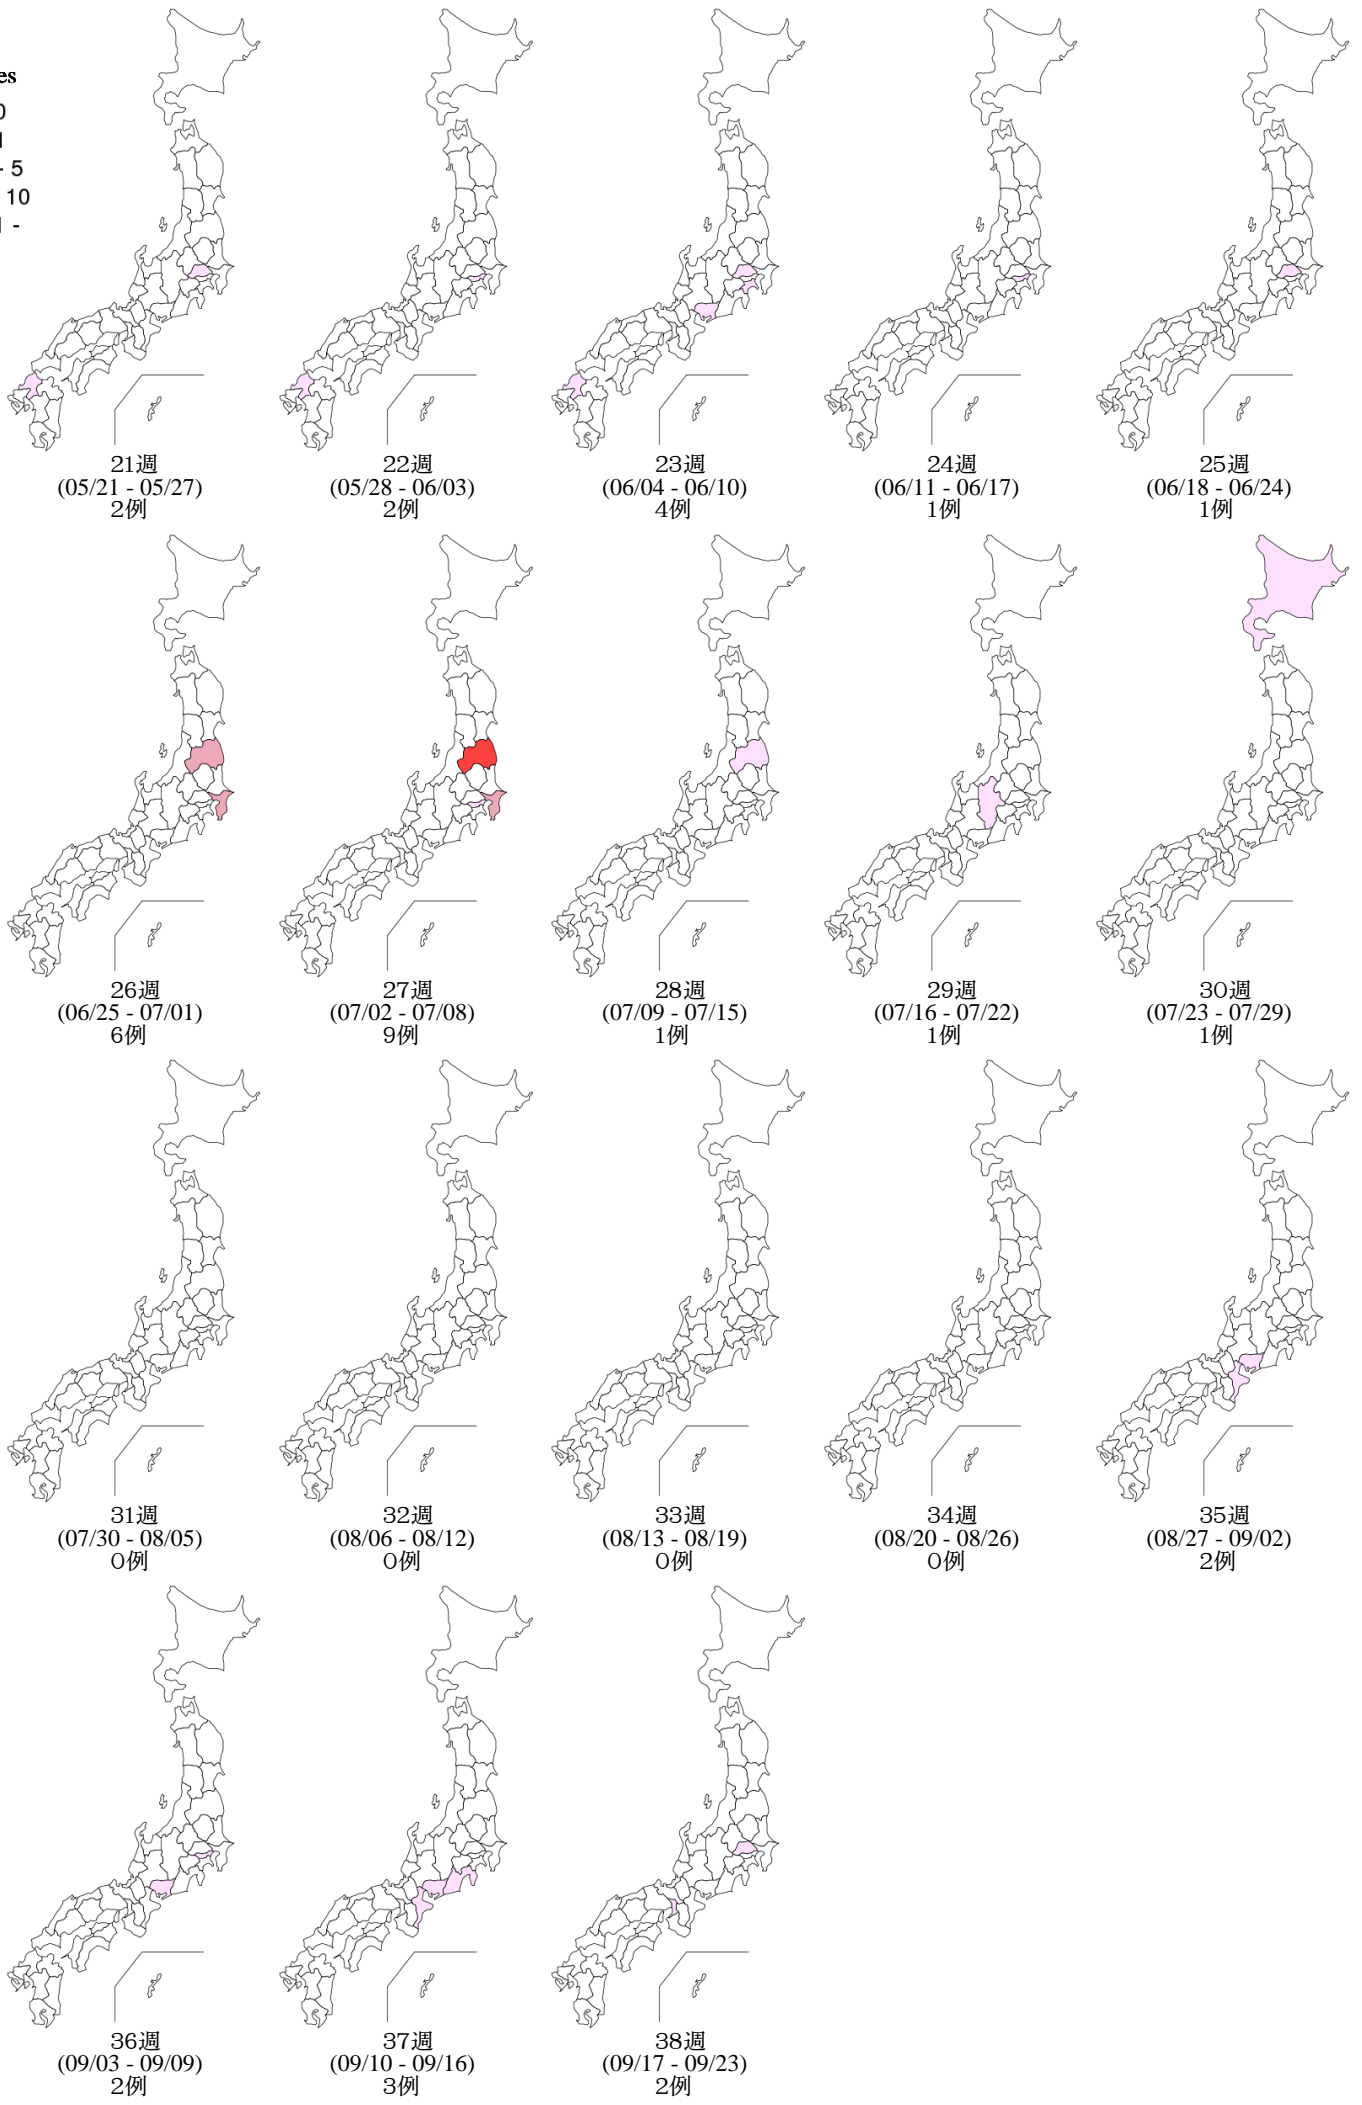 es
0
1
- 5
10
1 -
21週
(05/21 - 05/27)
2例
22週
(05/28 - 06/03)
2例
23週
(06/04 - 06/10)
4例
24週
(06/11 - 06/17)
1例
25週
(06/18 - 06/24)
1例
26週
(06/25 - 07/01)
6例
27週
(07/02 - 07/08)
9例
28週
(07/09 - 07/15)
1例
29週
(07/16 - 07/22)
1例
30週
(07/23 - 07/29)
1例
31週
(07/30 - 08/05)
0例
32週
(08/06 - 08/12)
0例
33週
(08/13 - 08/19)
0例
34週
(08/20 - 08/26)
0例
35週
(08/27 - 09/02)
2例
36週
(09/03 - 09/09)
2例
37週
(09/10 - 09/16)
3例
38週
(09/17 - 09/23)
2例